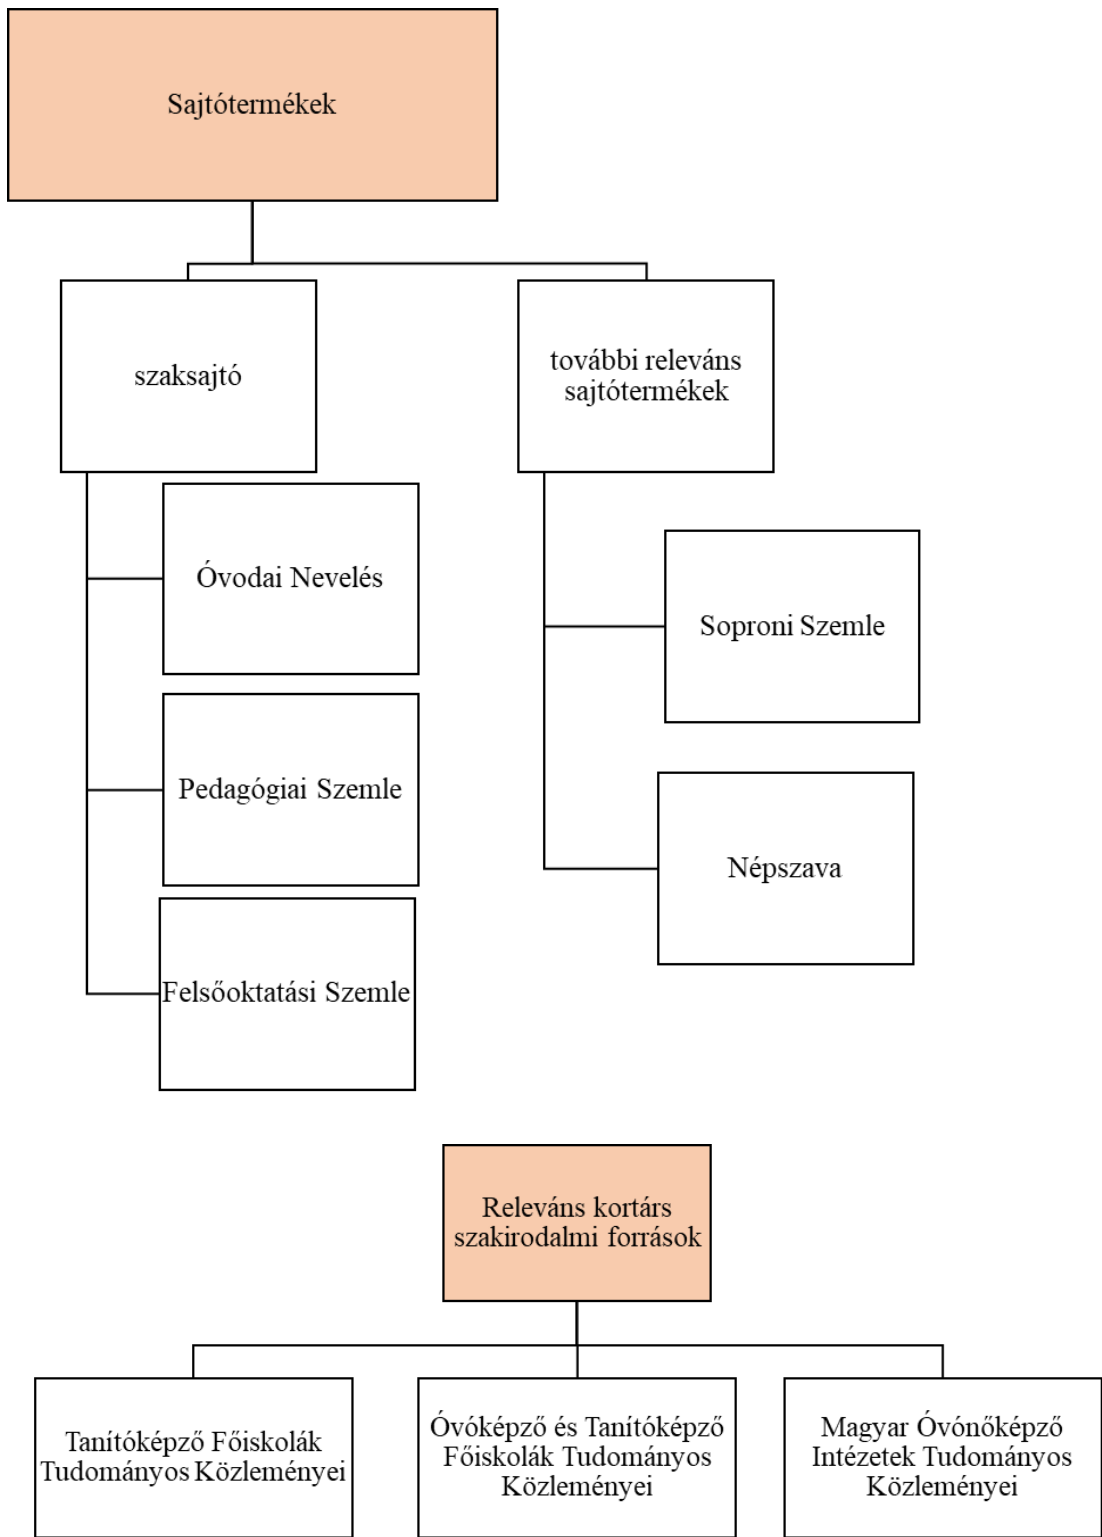 Sajtótermékek
szaksajtó
további releváns
sajtótermékek
Óvodai Nevelés
Pedagógiai Szemle
Felsőoktatási Szemle
Soproni Szemle
Népszava
Releváns kortárs
szakirodalmi források
Tanítóképző Főiskolák
Tudományos Közleményei
Óvóképző és Tanítóképző
Főiskolák Tudományos
Közleményei
Magyar Óvónőképző
Intézetek Tudományos
Közleményei